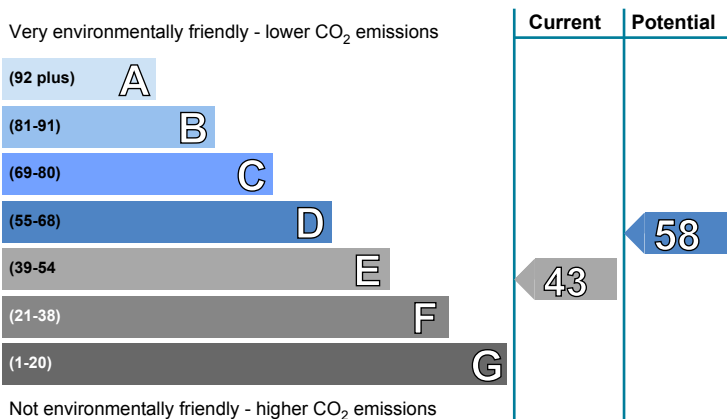 Very environmentally friendly - lower CO2 emissions
Current Potential
(92 plus) A
(81-91) B
(69-80) C
(55-68) D
58
(39-54 E
43
(21-38) F
(1-20) G
Not environmentally friendly - higher CO2 emissions